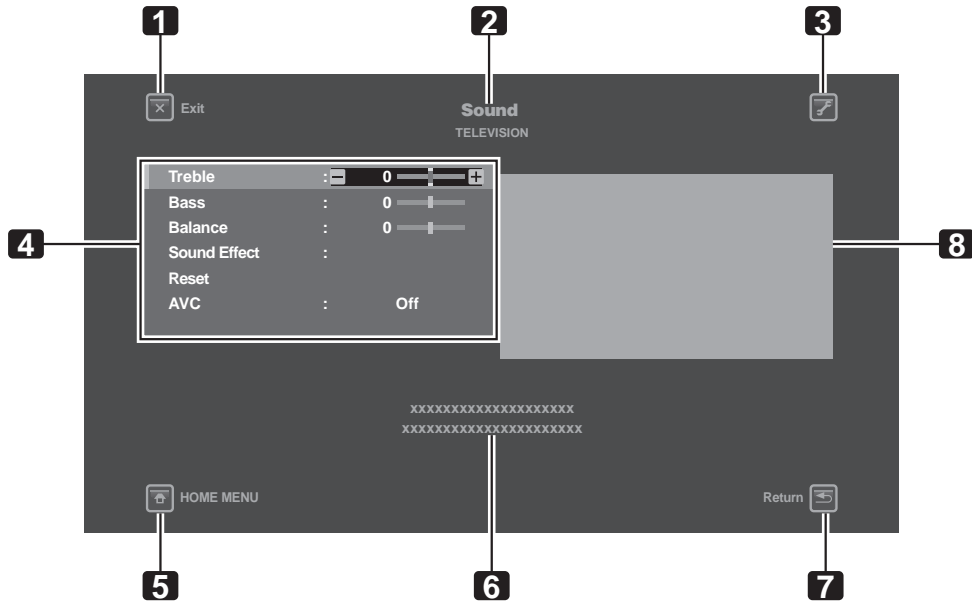 1 2 3
Exit Sound
TELEVISION
Treble : − 0 +
Bass : 0
4 Balance : 0 8
Sound Effect :
Reset
AVC : Off
xxxxxxxxxxxxxxxxxxxx
xxxxxxxxxxxxxxxxxxxxxx
HOME MENU Return
5 6 7